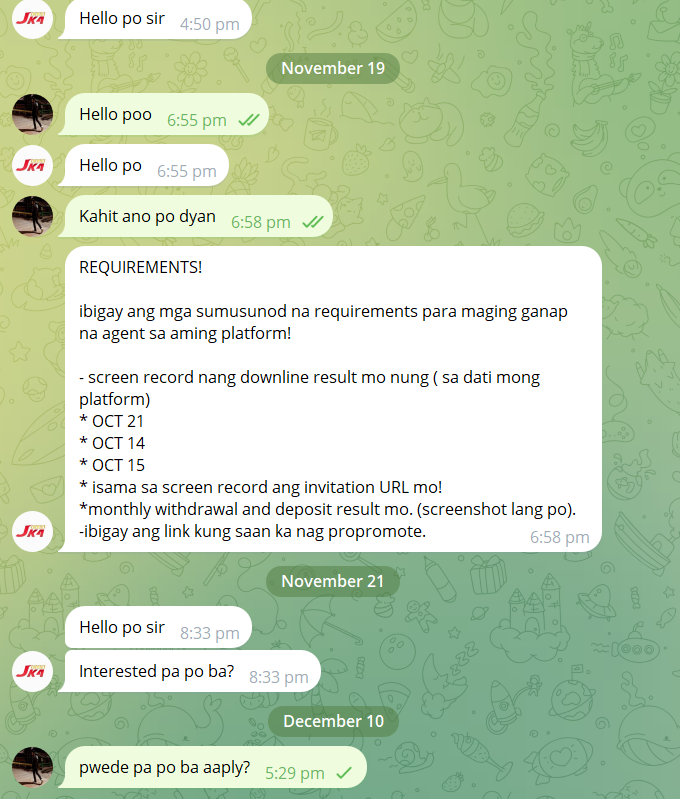 JKA
Hello po sir 4:50 pm
November 19
Hello poo 6:55 pm
JKA
Hello po 6:55 pm
Kahit ano po dyan 6:58 pm
REQUIREMENTS!
ibigay ang mga sumusunod na requirements para maging ganap
na agent sa aming platform!
- screen record nang downline result mo nung ( sa dati mong
platform)
* OCT 21
* OCT 14
* OCT 15
* isama sa screen record ang invitation URL mo!
*monthly withdrawal and deposit result mo. (screenshot lang po).
-ibigay ang link kung saan ka nag propromote.
JKA
6:58 pm
November 21
Hello po sir 8:33 pm
JKA
Interested pa po ba? 8:33 pm
December 10
pwede pa po ba aaply? 5:29 pm